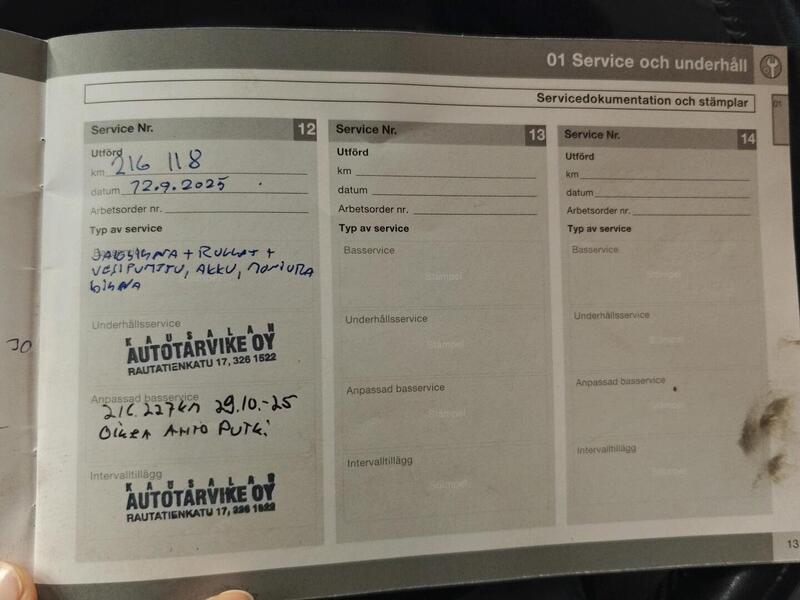 01 Service och underhåll
01
Servicedokumentation och stämplar
Service Nr. 12
Utförd
km 216 118
datum 12.9.2025
Arbetsorder nr.
Typ av service
JAKOHIHNA + RULLAT +
VESIPUMPPU, AKKU, MONIURA
HIHNA
Underhållsservice
KAUSALAN
AUTOTARVIKE OY
RAUTATIENKATU 17, 326 1522
Anpassad basservice
216.227km 29.10.-25
OIKEA AHTO PUTKI
Intervalltillägg
KAUSALAN
AUTOTARVIKE OY
RAUTATIENKATU 17, 326 1522
Service Nr. 13
Utförd
km
datum
Arbetsorder nr.
Typ av service
Basservice
Stämpel
Underhållsservice
Stämpel
Anpassad basservice
Stämpel
Intervalltillägg
Stämpel
Service Nr. 14
Utförd
km
datum
Arbetsorder nr.
Typ av service
Basservice
Stämpel
Underhållsservice
Stämpel
Anpassad basservice
Stämpel
Intervalltillägg
Stämpel
13